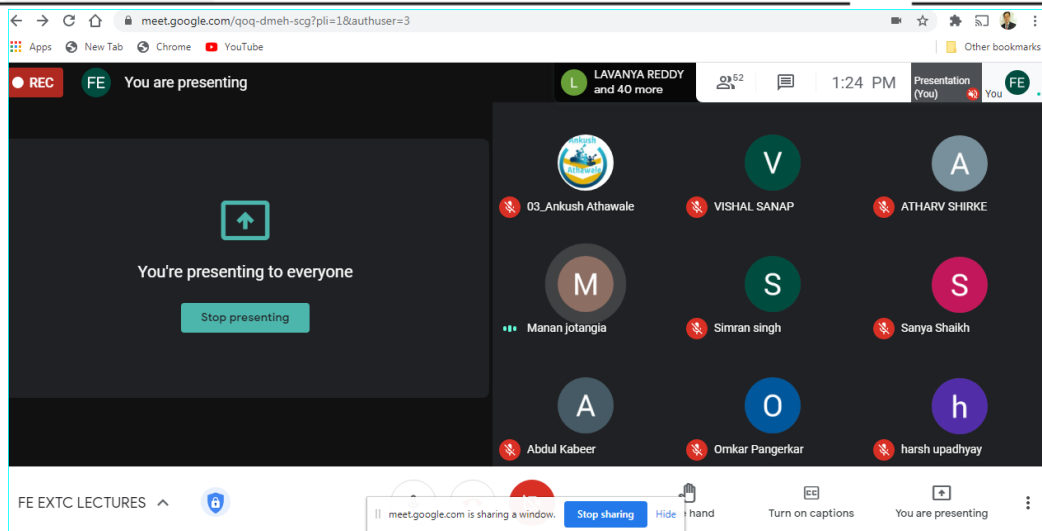 meet.google.com/qoq-dmeh-scg?pli=1&authuser=3
Apps New Tab Chrome YouTube Other bookmarks
REC FE You are presenting
L LAVANYA REDDY
and 40 more
52
1:24 PM
Presentation
(You)
You FE
Ankush
Athawale
V
A
03_Ankush Athawale
VISHAL SANAP
ATHARV SHIRKE
You're presenting to everyone
Stop presenting
M
S
S
Manan jotangia
Simran singh
Sanya Shaikh
A
O
h
Abdul Kabeer
Omkar Pangerkar
harsh upadhyay
FE EXTC LECTURES
meet.google.com is sharing a window. Stop sharing Hide
hand
CC
Turn on captions
You are presenting